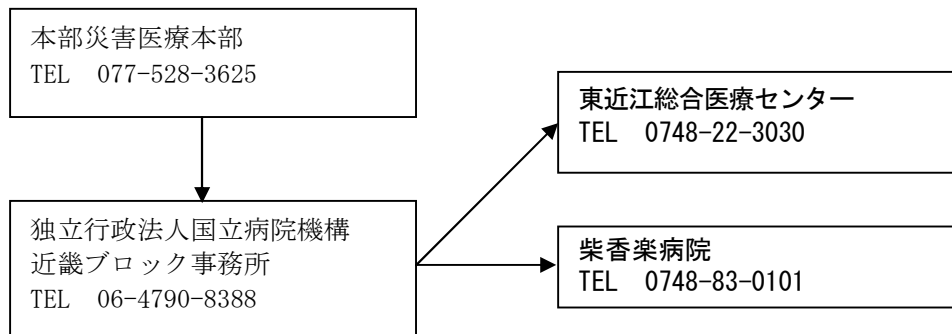 本部災害医療本部
TEL　077-528-3625
独立行政法人国立病院機構
近畿ブロック事務所
TEL　06-4790-8388
東近江総合医療センター
TEL　0748-22-3030
柴香楽病院
TEL　0748-83-0101